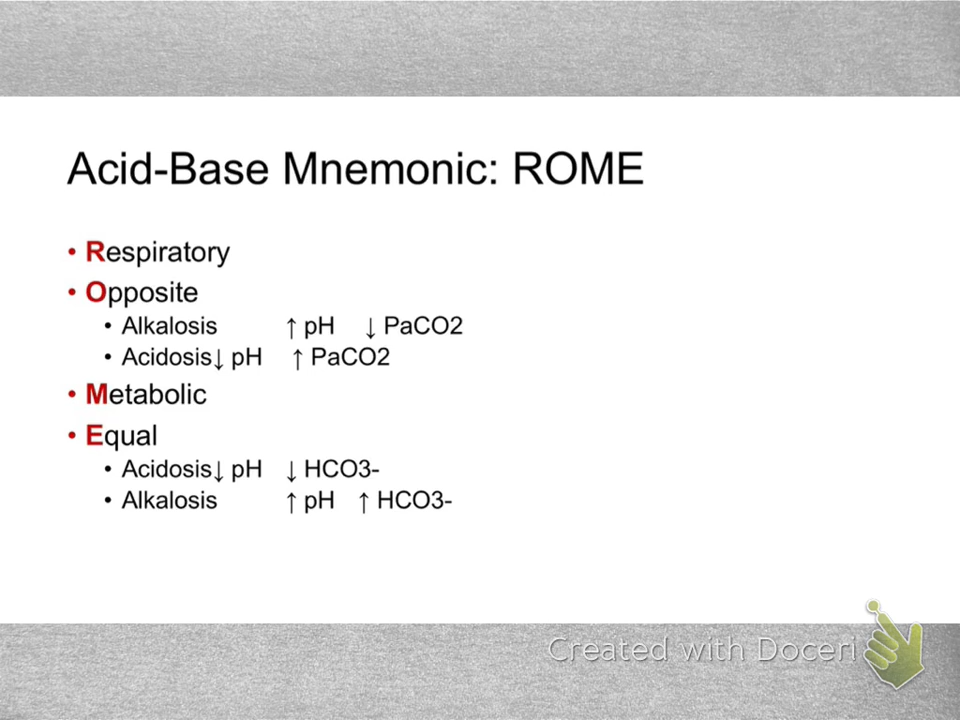 Acid-Base Mnemonic: ROME
• Respiratory
• Opposite
• Alkalosis ↑ pH ↓ PaCO2
• Acidosis↓ pH ↑ PaCO2
• Metabolic
• Equal
• Acidosis↓ pH ↓ HCO3-
• Alkalosis ↑ pH ↑ HCO3-
Created with Doceri